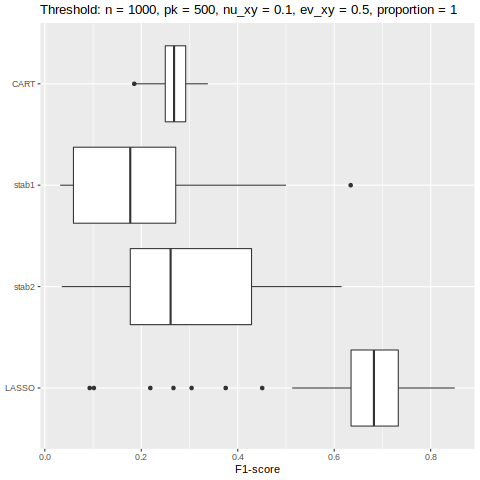 Threshold: n = 1000, pk = 500, nu_xy = 0.1, ev_xy = 0.5, proportion = 1
CART
stab1
stab2
LASSO
0.0 0.2 0.4 0.6 0.8
F1-score